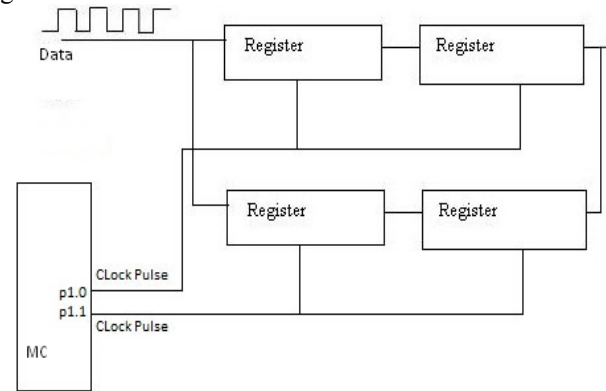 Data
Register
Register
Register
Register
CLock Pulse
p1.0
p1.1
CLock Pulse
MC